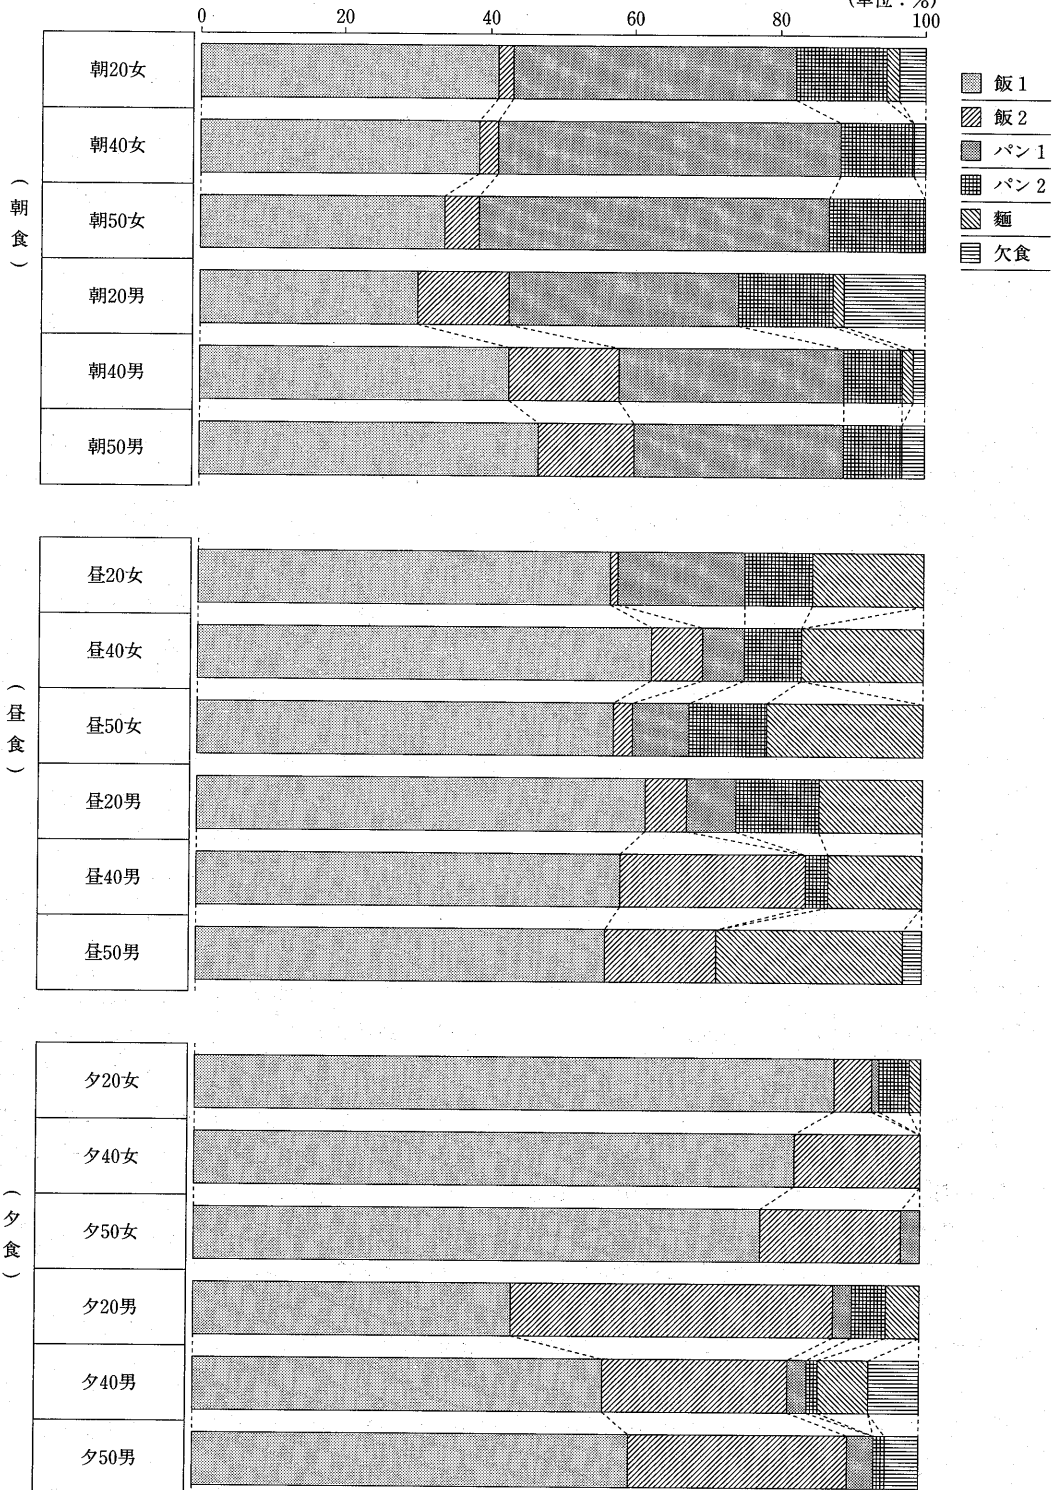 (単位：%)
0 20 40 60 80 100
(朝食)
朝20女
朝40女
朝50女
朝20男
朝40男
朝50男
飯1
飯2
パン1
パン2
麺
欠食
(昼食)
昼20女
昼40女
昼50女
昼20男
昼40男
昼50男
(夕食)
夕20女
夕40女
夕50女
夕20男
夕40男
夕50男